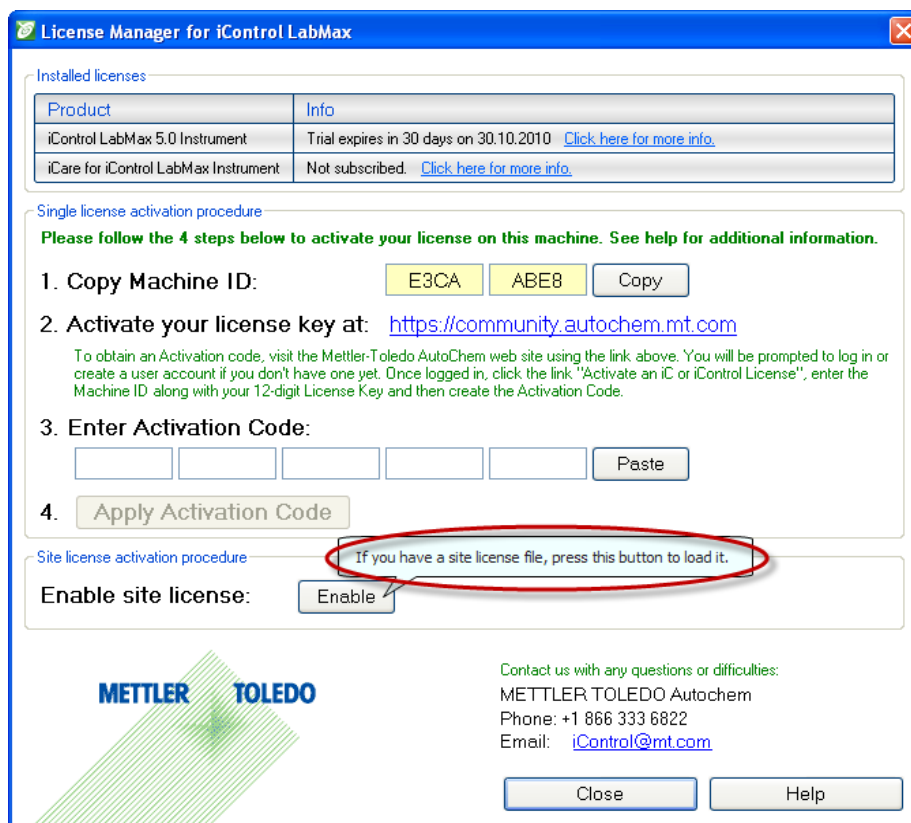 License Manager for iControl LabMax
Installed licenses
Product Info
iControl LabMax 5.0 Instrument Trial expires in 30 days on 30.10.2010 Click here for more info.
iCare for iControl LabMax Instrument Not subscribed. Click here for more info.
Single license activation procedure
Please follow the 4 steps below to activate your license on this machine. See help for additional information.
1. Copy Machine ID: E3CA ABE8 Copy
2. Activate your license key at: https://community.autochem.mt.com
To obtain an Activation code, visit the Mettler-Toledo AutoChem web site using the link above. You will be prompted to log in or
create a user account if you don't have one yet. Once logged in, click the link "Activate an iC or iControl License", enter the
Machine ID along with your 12-digit License Key and then create the Activation Code.
3. Enter Activation Code:
Paste
4. Apply Activation Code
If you have a site license file, press this button to load it.
Site license activation procedure
Enable site license: Enable
METTLER TOLEDO
Contact us with any questions or difficulties:
METTLER TOLEDO Autochem
Phone: +1 866 333 6822
Email: iControl@mt.com
Close Help